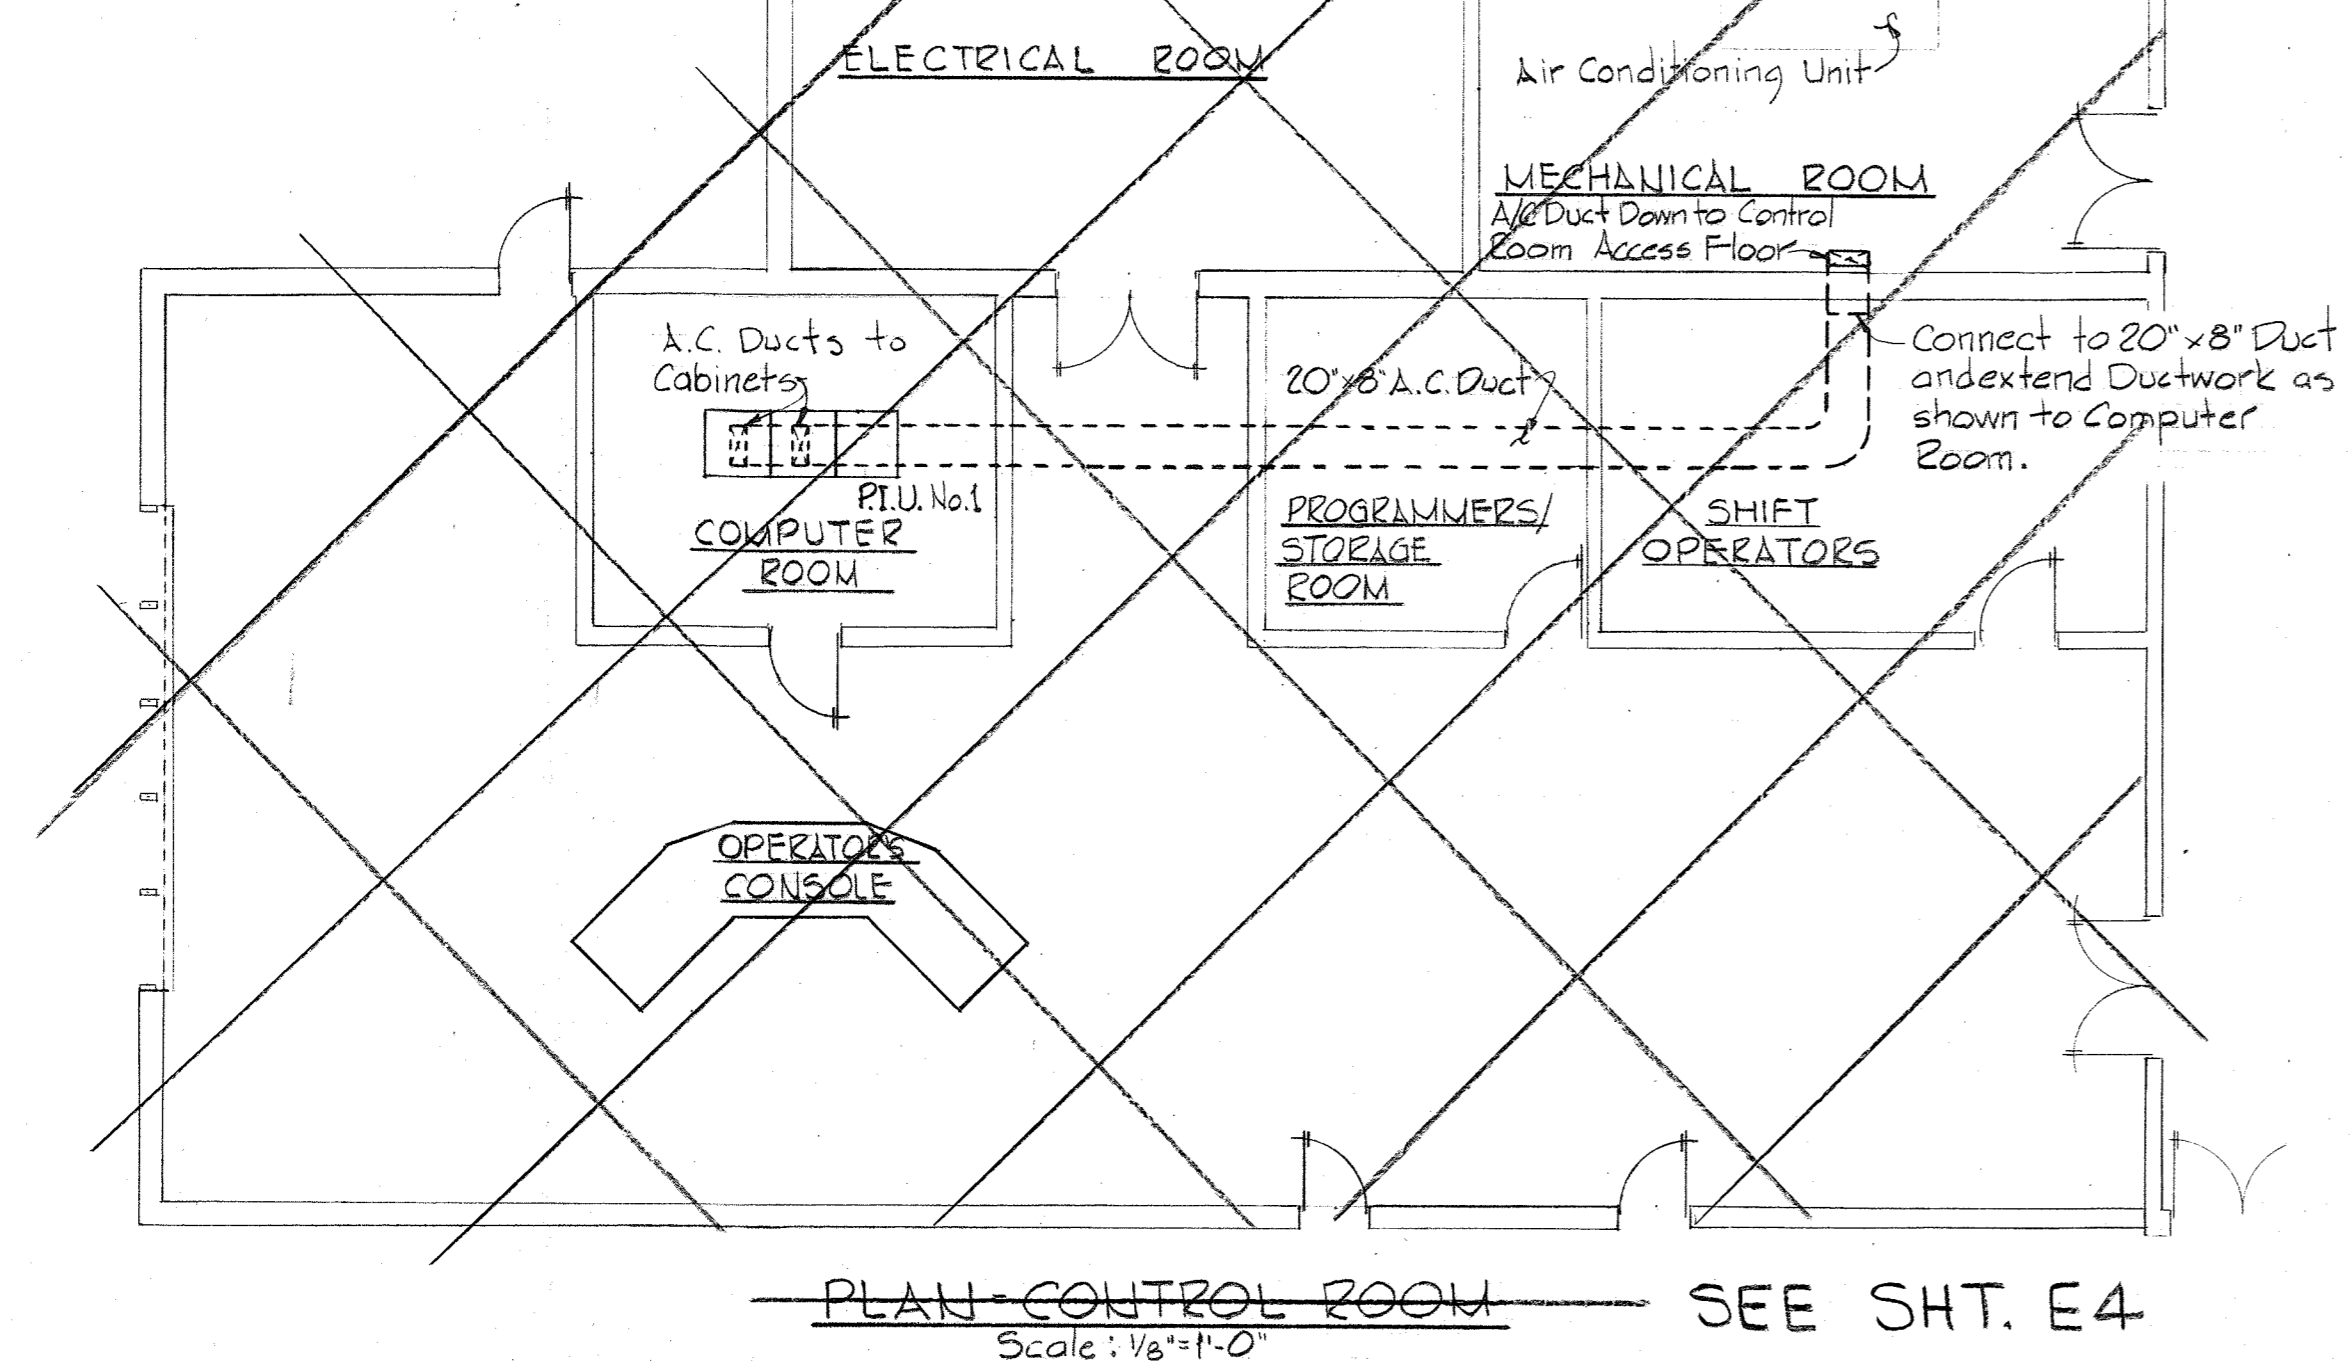 ELECTRICAL ROOM
Air Conditioning Unit
MECHANICAL ROOM
A/C Duct Down to Control
Room Access Floor
A.C. Ducts to
Cabinets
20"x8" A.C. Duct
Connect to 20"x8" Duct
and extend Ductwork as
shown to Computer
Room.
P.I.U. No.1
COMPUTER
ROOM
PROGRAMMERS/
STORAGE
ROOM
SHIFT
OPERATORS
OPERATOR'S
CONSOLE
PLAN-CONTROL ROOM
SEE SHT. E4
Scale: 1/8"=1'-0"